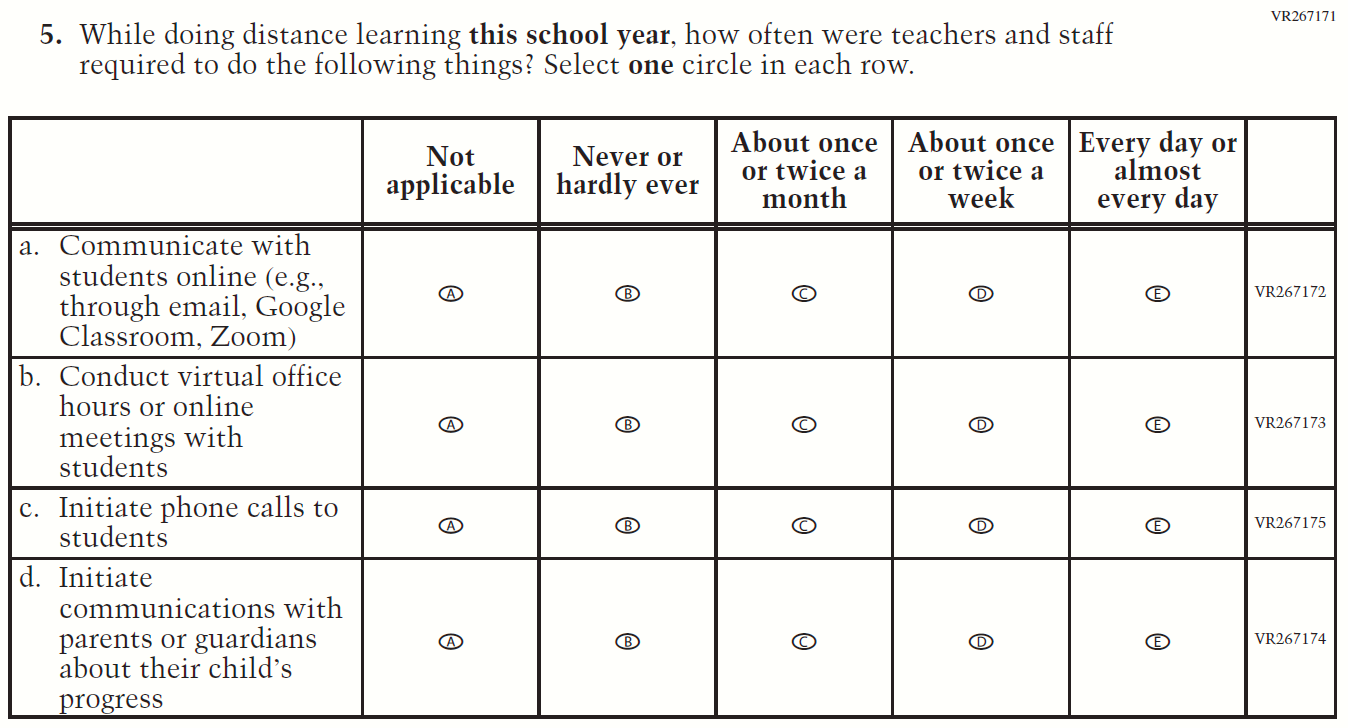 VR267171
5. While doing distance learning this school year, how often were teachers and staff
required to do the following things? Select one circle in each row.
Not
applicable
Never or
hardly ever
About once
or twice a
month
About once
or twice a
week
Every day or
almost
every day
a. Communicate with
students online (e.g.,
through email, Google
Classroom, Zoom)
A B C D E VR267172
b. Conduct virtual office
hours or online
meetings with
students
A B C D E VR267173
c. Initiate phone calls to
students
A B C D E VR267175
d. Initiate
communications with
parents or guardians
about their child's
progress
A B C D E VR267174